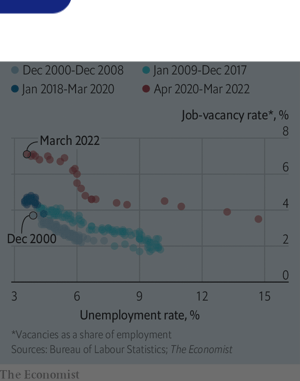 Dec 2000-Dec 2008 Jan 2009-Dec 2017
Jan 2018-Mar 2020 Apr 2020-Mar 2022
Job-vacancy rate*, %
8
March 2022
6
4
Dec 2000
2
0
3 6 9 12 15
Unemployment rate, %
*Vacancies as a share of employment
Sources: Bureau of Labour Statistics; The Economist
The Economist